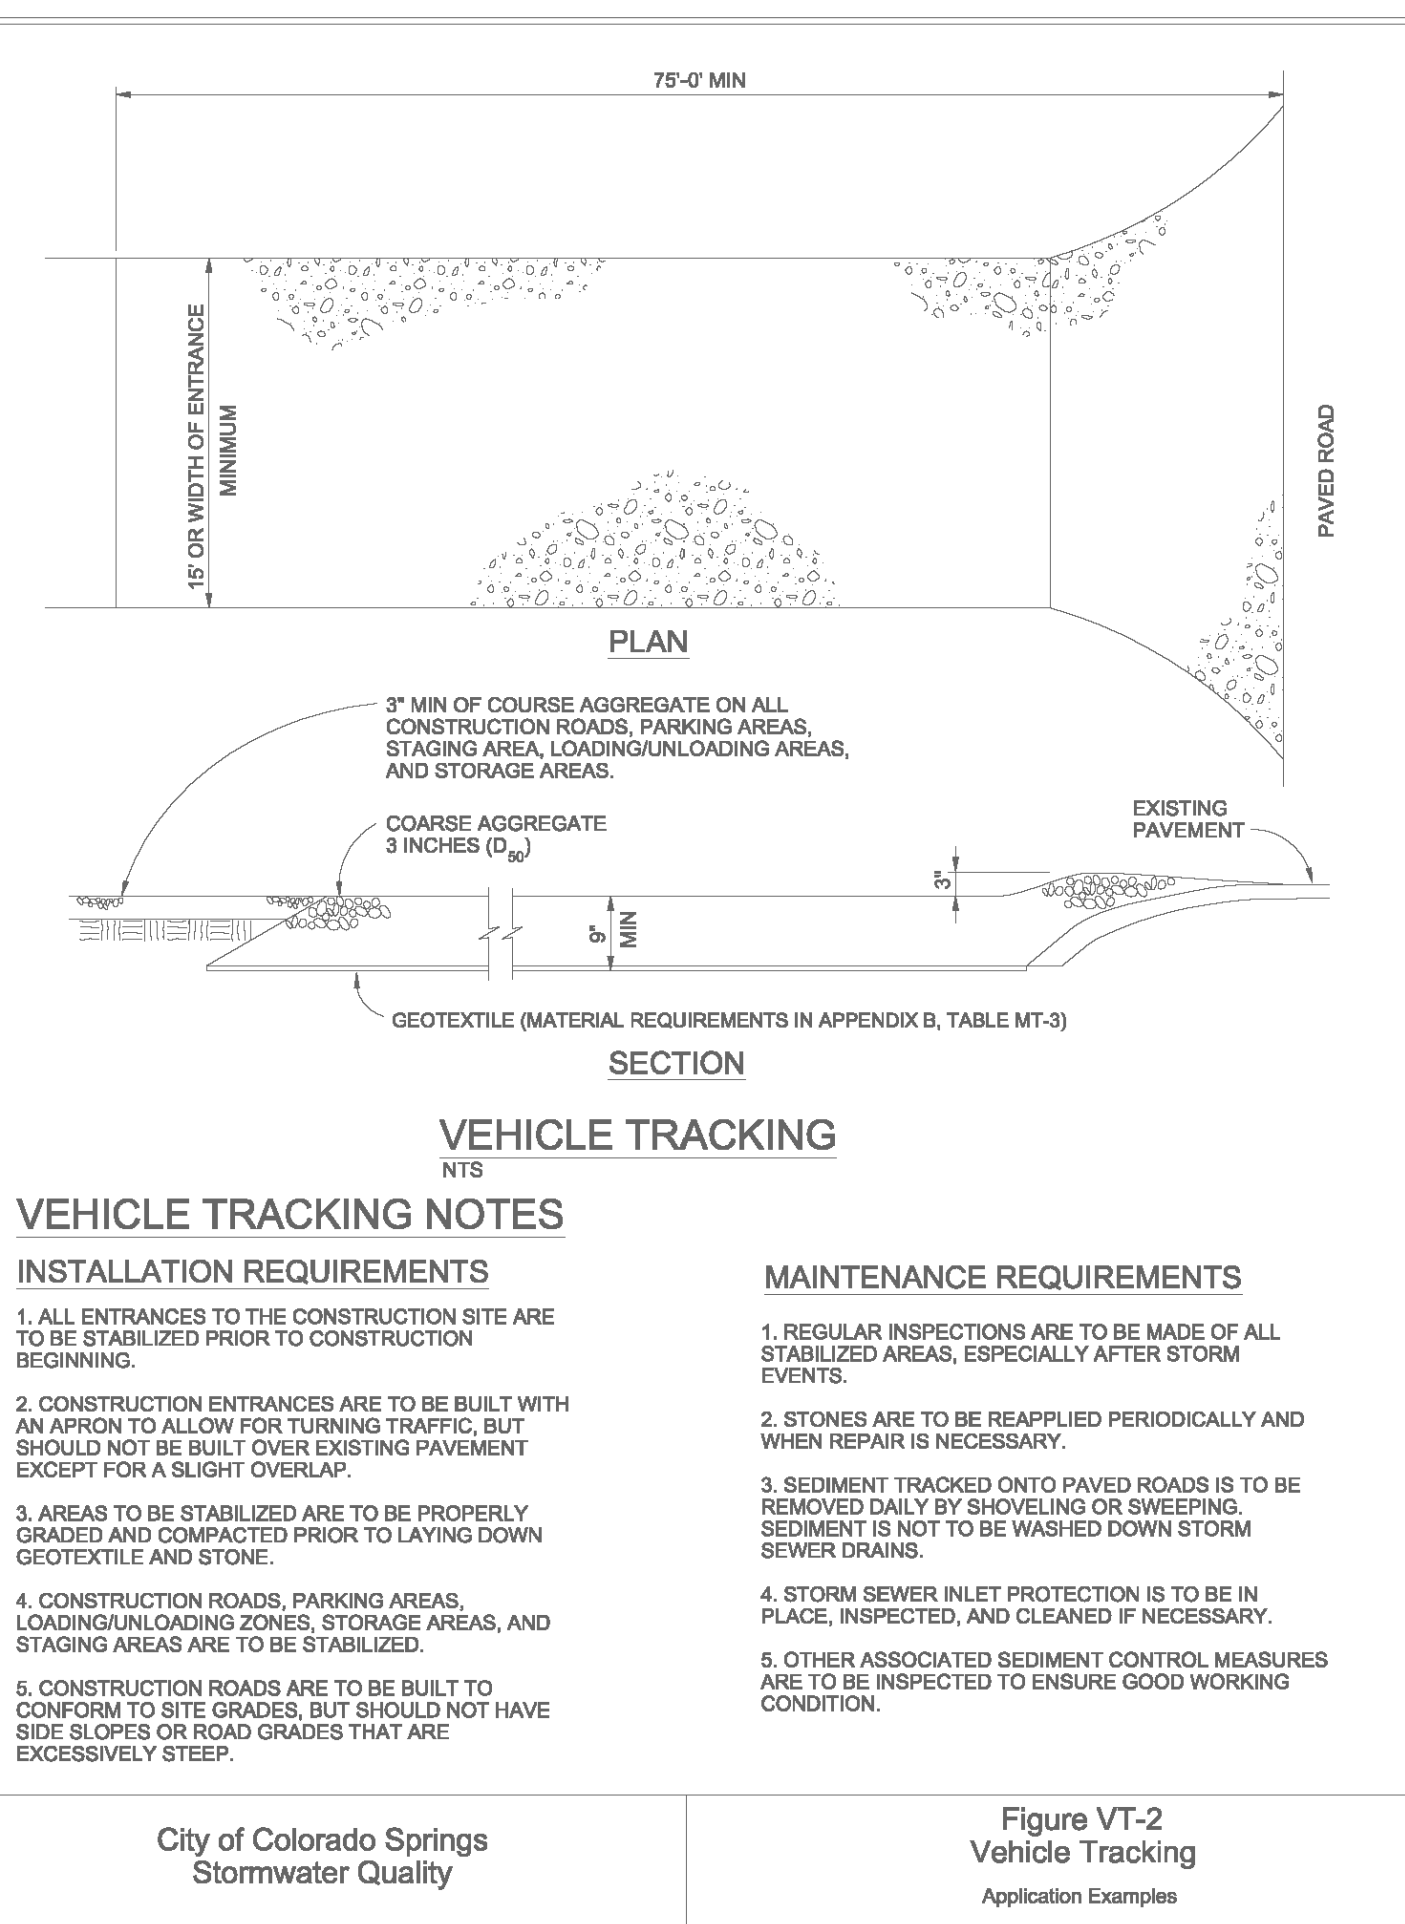 75'-0' MIN
15' OR WIDTH OF ENTRANCE
MINIMUM
PAVED ROAD
PLAN
3" MIN OF COURSE AGGREGATE ON ALL
CONSTRUCTION ROADS, PARKING AREAS,
STAGING AREA, LOADING/UNLOADING AREAS,
AND STORAGE AREAS.
COARSE AGGREGATE
3 INCHES (D50)
EXISTING
PAVEMENT
3"
9"
MIN
GEOTEXTILE (MATERIAL REQUIREMENTS IN APPENDIX B, TABLE MT-3)
SECTION
VEHICLE TRACKING
NTS
VEHICLE TRACKING NOTES
INSTALLATION REQUIREMENTS
1. ALL ENTRANCES TO THE CONSTRUCTION SITE ARE
TO BE STABILIZED PRIOR TO CONSTRUCTION
BEGINNING.
2. CONSTRUCTION ENTRANCES ARE TO BE BUILT WITH
AN APRON TO ALLOW FOR TURNING TRAFFIC, BUT
SHOULD NOT BE BUILT OVER EXISTING PAVEMENT
EXCEPT FOR A SLIGHT OVERLAP.
3. AREAS TO BE STABILIZED ARE TO BE PROPERLY
GRADED AND COMPACTED PRIOR TO LAYING DOWN
GEOTEXTILE AND STONE.
4. CONSTRUCTION ROADS, PARKING AREAS,
LOADING/UNLOADING ZONES, STORAGE AREAS, AND
STAGING AREAS ARE TO BE STABILIZED.
5. CONSTRUCTION ROADS ARE TO BE BUILT TO
CONFORM TO SITE GRADES, BUT SHOULD NOT HAVE
SIDE SLOPES OR ROAD GRADES THAT ARE
EXCESSIVELY STEEP.
MAINTENANCE REQUIREMENTS
1. REGULAR INSPECTIONS ARE TO BE MADE OF ALL
STABILIZED AREAS, ESPECIALLY AFTER STORM
EVENTS.
2. STONES ARE TO BE REAPPLIED PERIODICALLY AND
WHEN REPAIR IS NECESSARY.
3. SEDIMENT TRACKED ONTO PAVED ROADS IS TO BE
REMOVED DAILY BY SHOVELING OR SWEEPING.
SEDIMENT IS NOT TO BE WASHED DOWN STORM
SEWER DRAINS.
4. STORM SEWER INLET PROTECTION IS TO BE IN
PLACE, INSPECTED, AND CLEANED IF NECESSARY.
5. OTHER ASSOCIATED SEDIMENT CONTROL MEASURES
ARE TO BE INSPECTED TO ENSURE GOOD WORKING
CONDITION.
City of Colorado Springs
Stormwater Quality
Figure VT-2
Vehicle Tracking
Application Examples